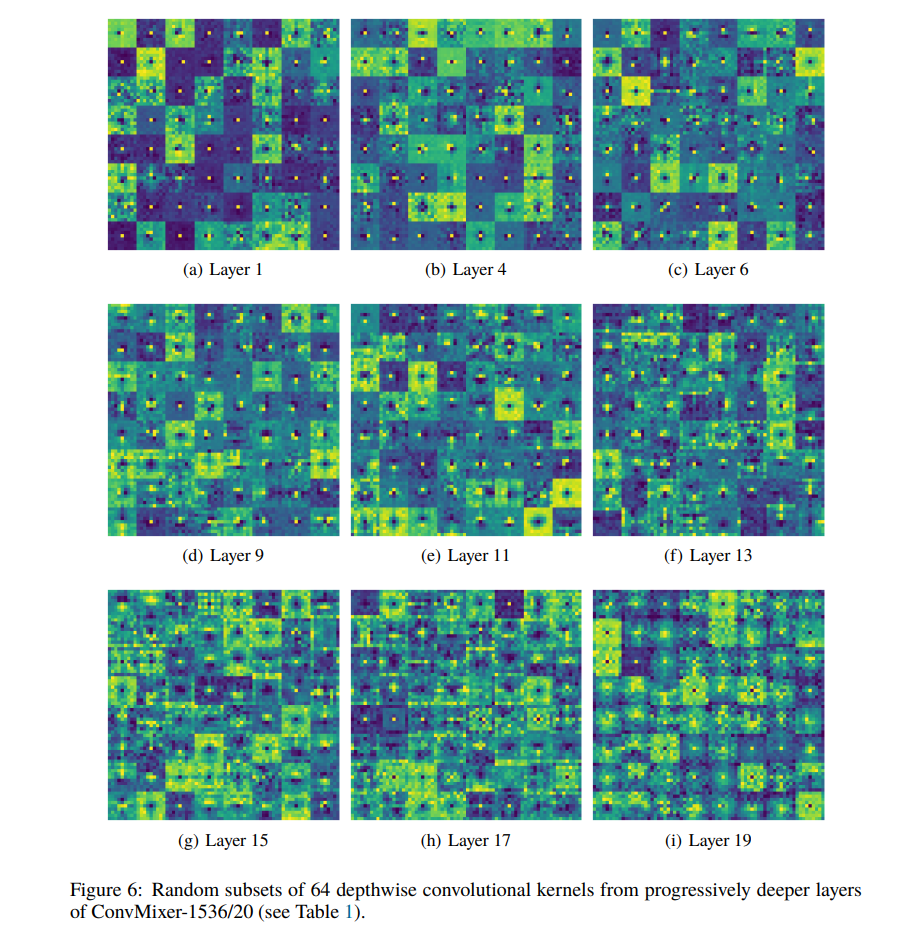 (a) Layer 1
(b) Layer 4
(c) Layer 6
(d) Layer 9
(e) Layer 11
(f) Layer 13
(g) Layer 15
(h) Layer 17
(i) Layer 19
Figure 6: Random subsets of 64 depthwise convolutional kernels from progressively deeper layers
of ConvMixer-1536/20 (see Table 1).